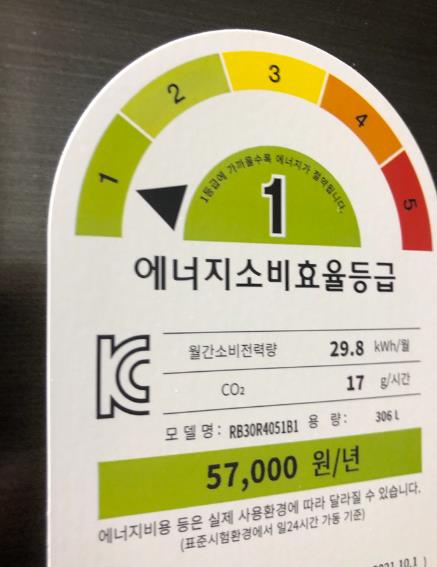 1 2 3 4 5
1등급에 가까울수록 에너지가 절약됩니다.
1
에너지소비효율등급
월간소비전력량 29.8 kWh/월
CO₂ 17 g/시간
모델명: RB30R4051B1 용 량: 306 L
57,000 원/년
에너지비용 등은 실제 사용환경에 따라 달라질 수 있습니다.
(표준시험환경에서 일24시간 가동 기준)
2021.10.1 )